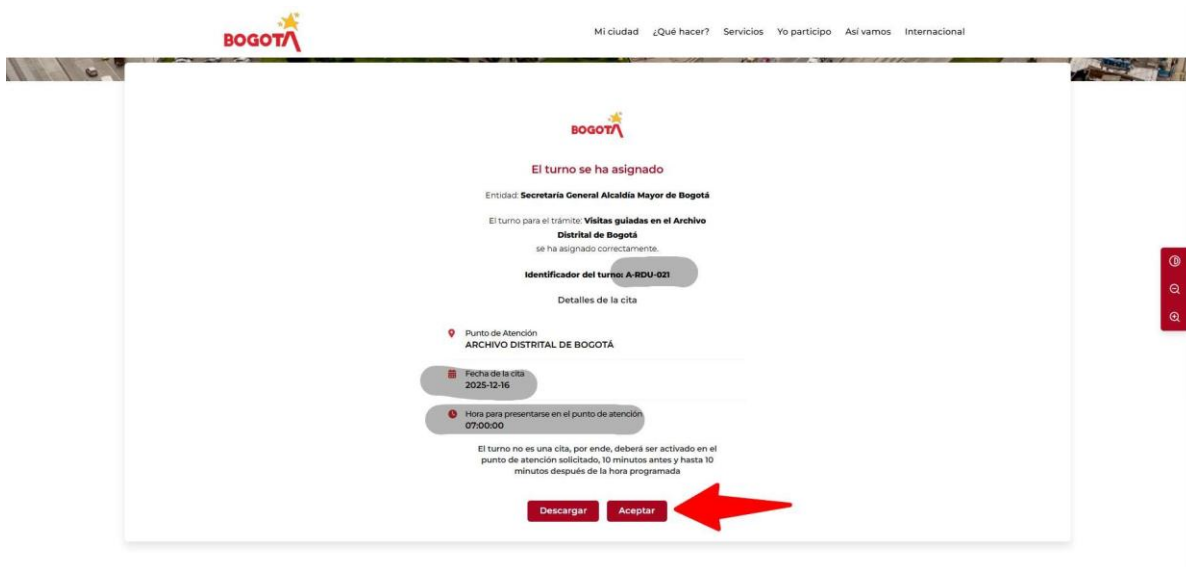 BOGOTÁ
Mi ciudad ¿Qué hacer? Servicios Yo participo Así vamos Internacional
BOGOTÁ
El turno se ha asignado
Entidad: Secretaría General Alcaldía Mayor de Bogotá
El turno para el trámite: Visitas guiadas en el Archivo
Distrital de Bogotá
se ha asignado correctamente.
Identificador del turno: A-RDU-021
Detalles de la cita
Punto de Atención
ARCHIVO DISTRITAL DE BOGOTÁ
Fecha de la cita
2025-12-16
Hora para presentarse en el punto de atención
07:00:00
El turno no es una cita, por ende, deberá ser activado en el
punto de atención solicitado, 10 minutos antes y hasta 10
minutos después de la hora programada
Descargar Aceptar